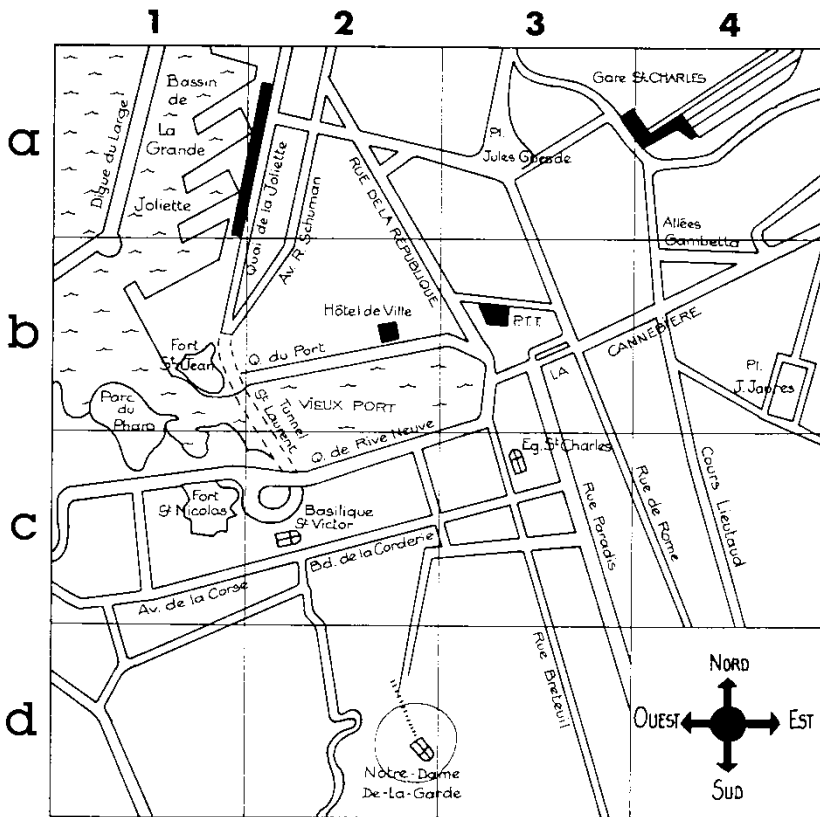 1
2
3
4
a
b
c
d
Bassin
de
La
Grande
Joliette
Digue du Large
Quai de la Joliette
Av. R. Schuman
RUE DE LA RÉPUBLIQUE
Pl.
Jules Guesde
Gare St. CHARLES
Allées
Gambetta
Hôtel de Ville
P.T.T.
LA CANNEBIÈRE
Pl.
J. Jaures
Fort
St Jean
Q. du Port
VIEUX PORT
Parc
du
Pharo
Tunnel
St Laurent
Q. de Rive Neuve
Eg. St Charles
Fort
St Nicolas
Basilique
St Victor
Bd. de la Corderie
Av. de la Corse
Rue Paradis
Rue de Rome
Cours Lieutaud
Rue Breteuil
Notre-Dame
De-La-Garde
NORD
OUEST
EST
SUD